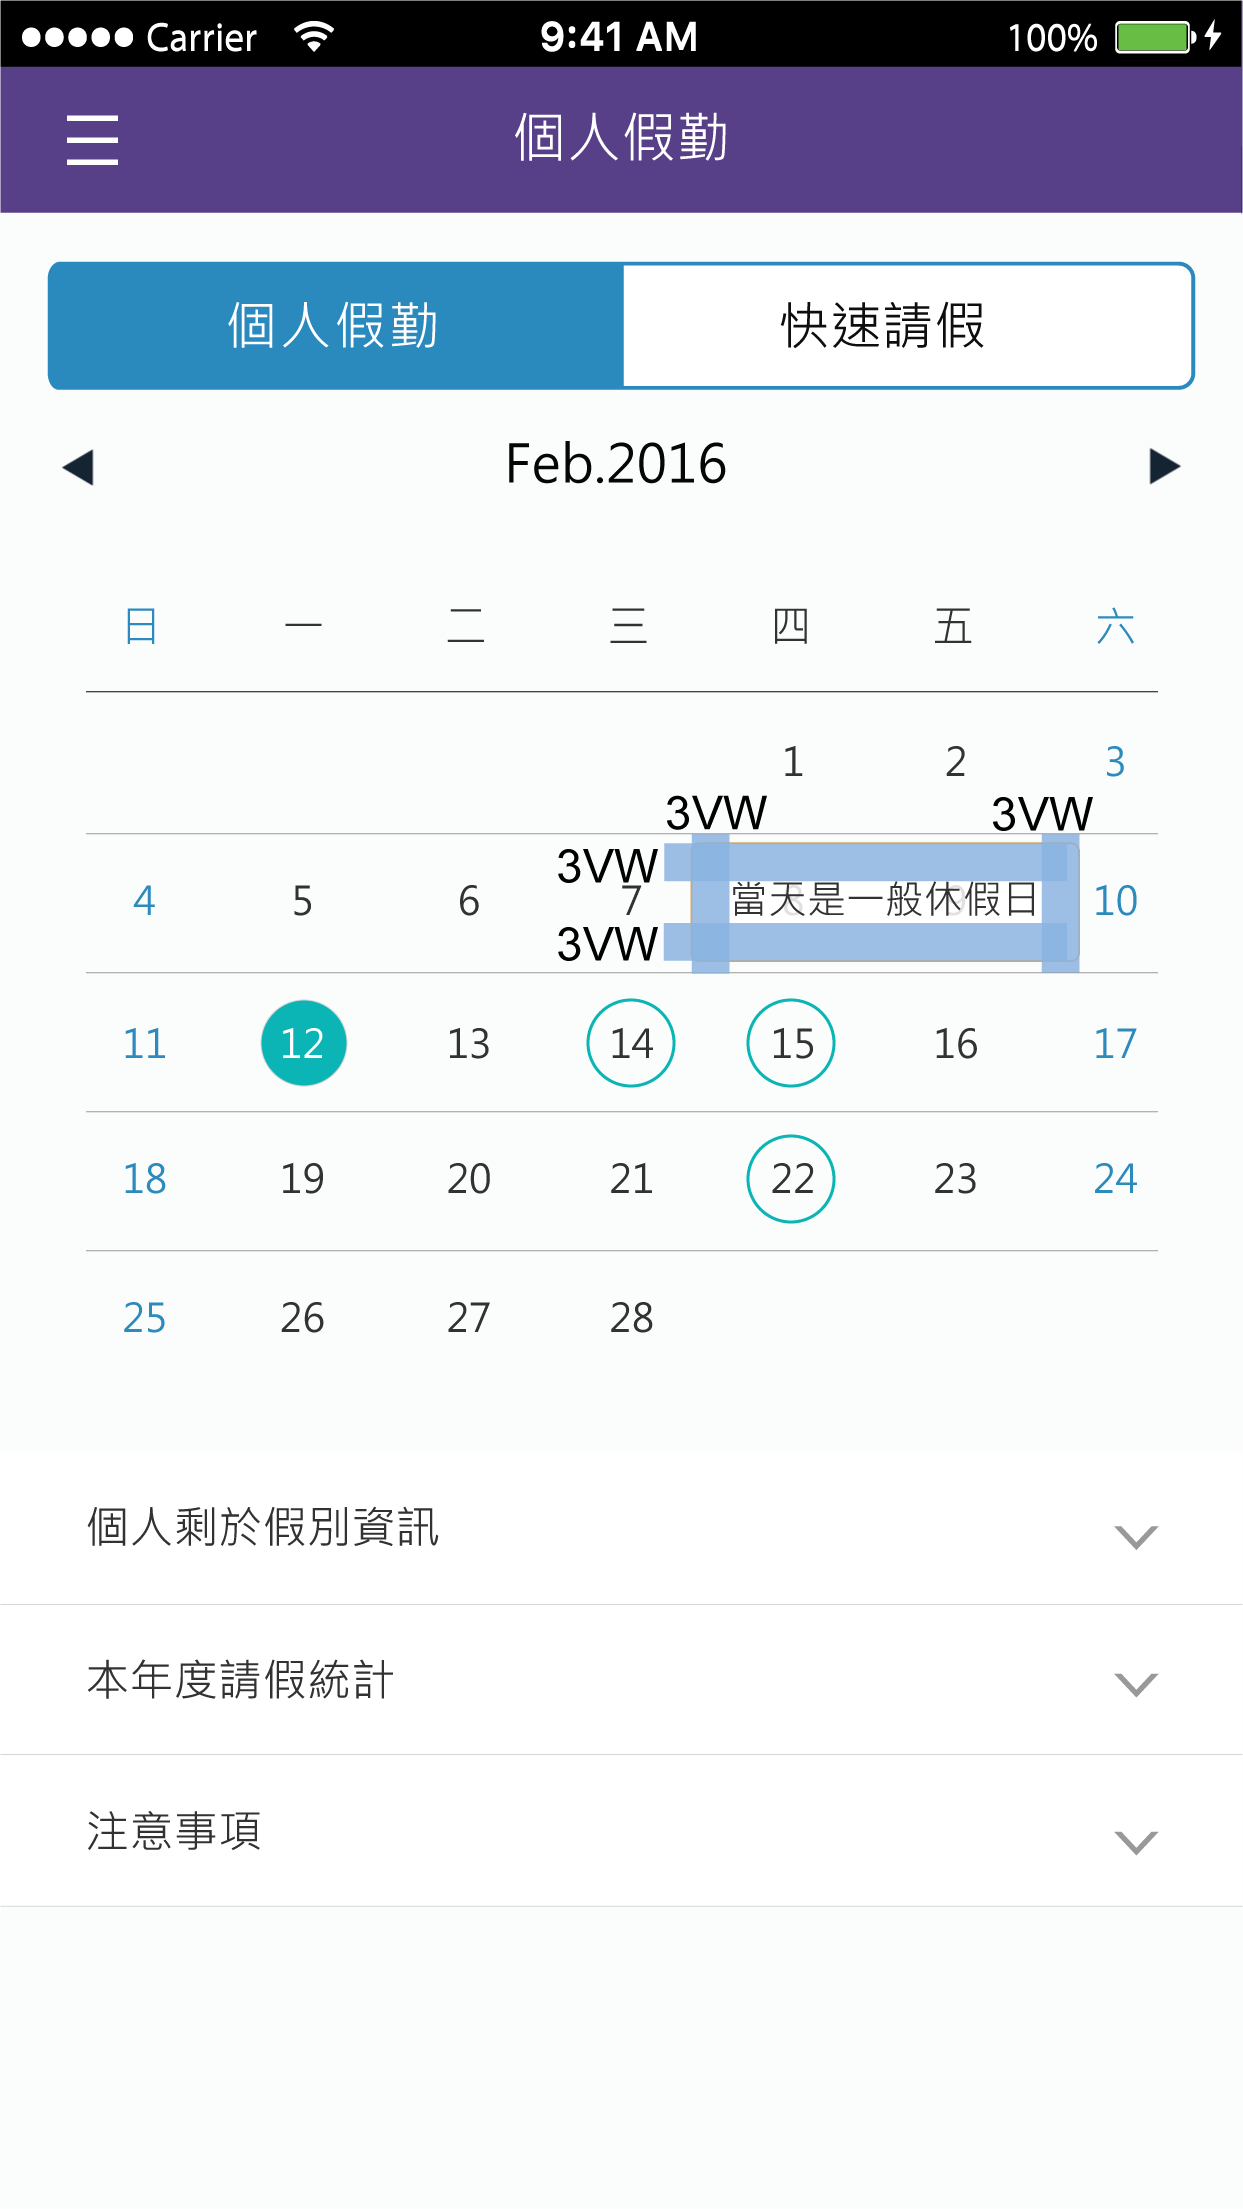 Carrier 9:41 AM 100%
個人假勤
個人假勤 快速請假
Feb.2016
日 一 二 三 四 五 六
1 2 3
3VW 3VW
3VW
4 5 6 7 當天是一般休假日 10
3VW
11 12 13 14 15 16 17
18 19 20 21 22 23 24
25 26 27 28
個人剩於假別資訊
本年度請假統計
注意事項